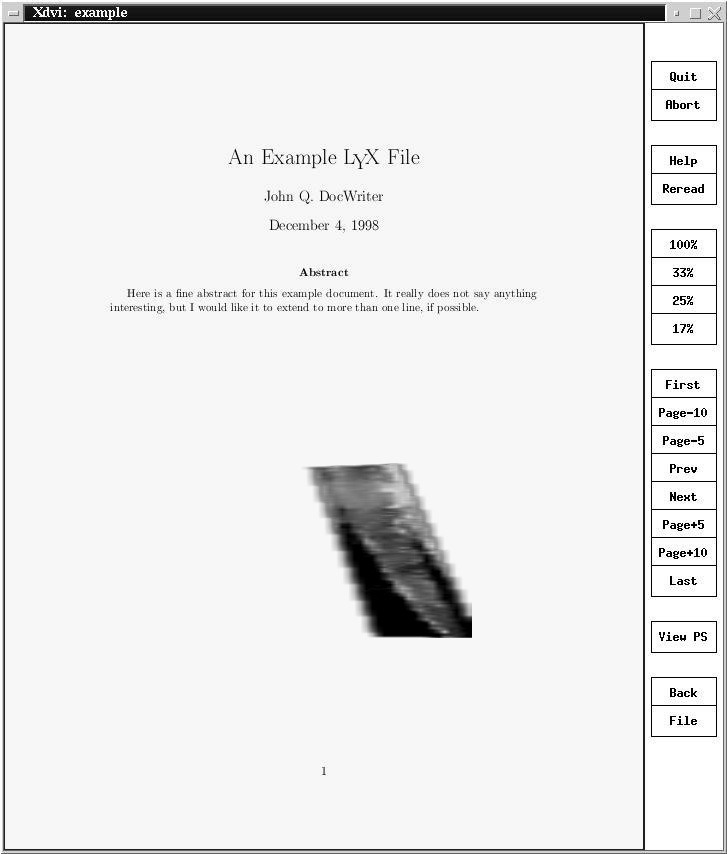 Xdvi: example
An Example LYX File
John Q. DocWriter
December 4, 1998
Abstract
Here is a fine abstract for this example document. It really does not say anything
interesting, but I would like it to extend to more than one line, if possible.
1
Quit
Abort
Help
Reread
100%
33%
25%
17%
First
Page-10
Page-5
Prev
Next
Page+5
Page+10
Last
View PS
Back
File